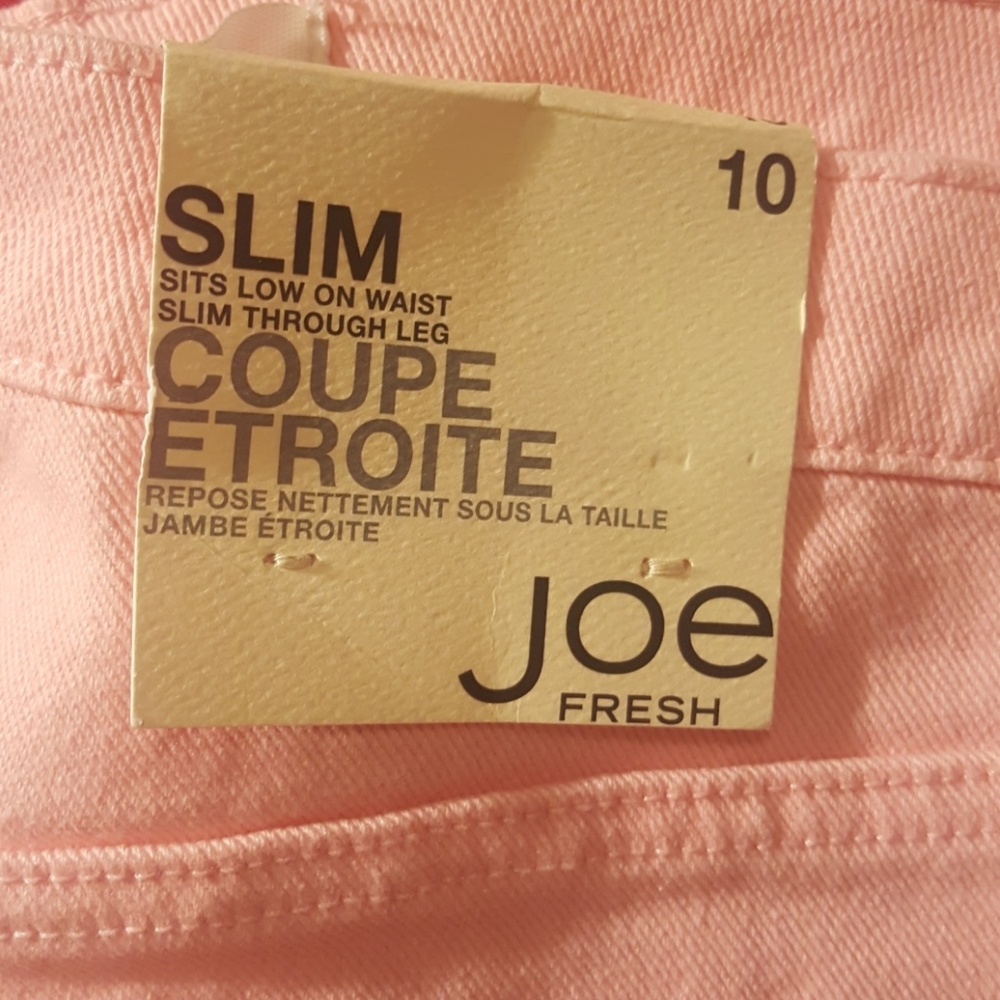 10
SLIM
SITS LOW ON WAIST
SLIM THROUGH LEG
COUPE
ETROITE
REPOSE NETTEMENT SOUS LA TAILLE
JAMBE ÉTROITE
Joe
FRESH